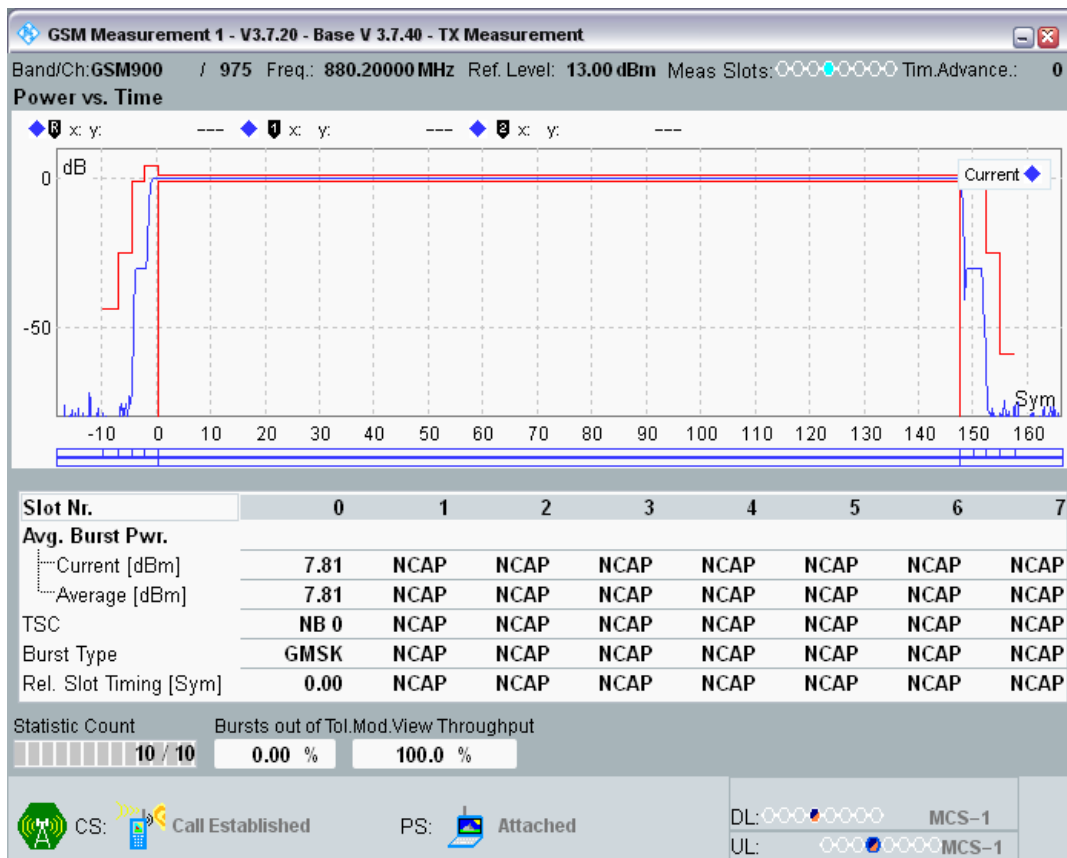 GSM Measurement 1 - V3.7.20 - Base V 3.7.40 - TX Measurement
Band/Ch:GSM900 / 975 Freq.: 880.20000 MHz Ref. Level: 13.00 dBm Meas Slots: Tim.Advance.: 0
Power vs. Time
R x: y: --- 1 x: y: --- 2 x: y: ---
dB
Current
0
-50
Sym
-10 0 10 20 30 40 50 60 70 80 90 100 110 120 130 140 150 160
Slot Nr. 0 1 2 3 4 5 6 7
Avg. Burst Pwr.
Current [dBm] 7.81 NCAP NCAP NCAP NCAP NCAP NCAP NCAP
Average [dBm] 7.81 NCAP NCAP NCAP NCAP NCAP NCAP NCAP
TSC NB 0 NCAP NCAP NCAP NCAP NCAP NCAP NCAP
Burst Type GMSK NCAP NCAP NCAP NCAP NCAP NCAP NCAP
Rel. Slot Timing [Sym] 0.00 NCAP NCAP NCAP NCAP NCAP NCAP NCAP
Statistic Count Bursts out of Tol.Mod.View Throughput
10 / 10 0.00 % 100.0 %
CS: Call Established PS: Attached
DL: MCS-1
UL: MCS-1